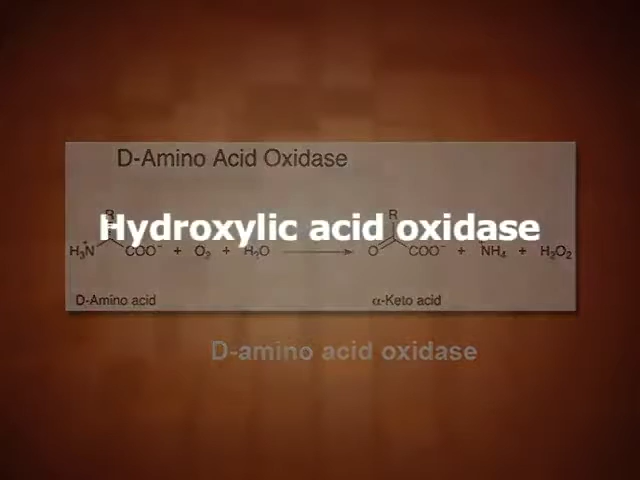 D-Amino Acid Oxidase
R R
Hydroxylic acid oxidase
H₃N⁺ COO⁻ + O₂ + H₂O → O COO⁻ + ⁺NH₄ + H₂O₂
D-Amino acid α-Keto acid
D-amino acid oxidase